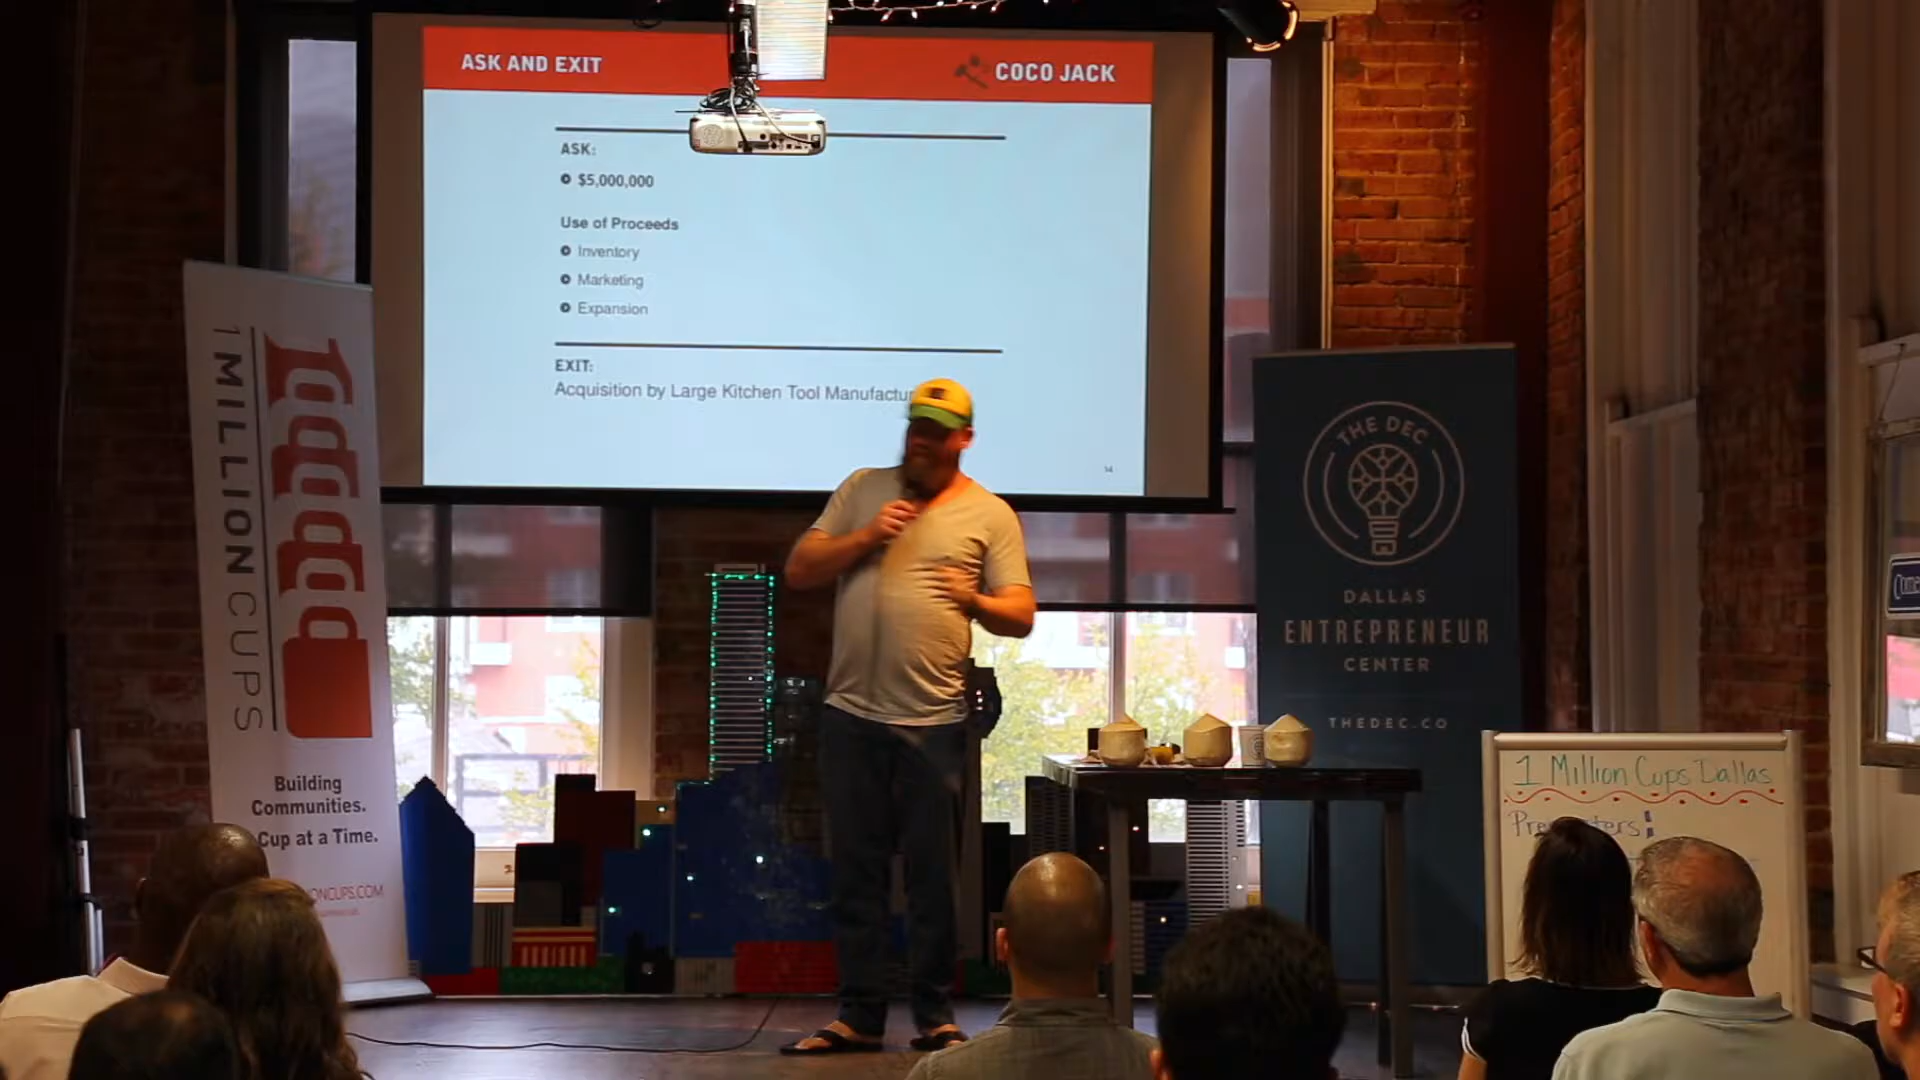 ASK AND EXIT
COCO JACK
ASK:
$5,000,000
Use of Proceeds
Inventory
Marketing
Expansion
EXIT:
Acquisition by Large Kitchen Tool
14
1 MILLION CUPS
Building
Communities.
Cup at a Time.
THE DEC
DALLAS
ENTREPRENEUR
CENTER
THEDEC.CO
1 Million Cups Dallas